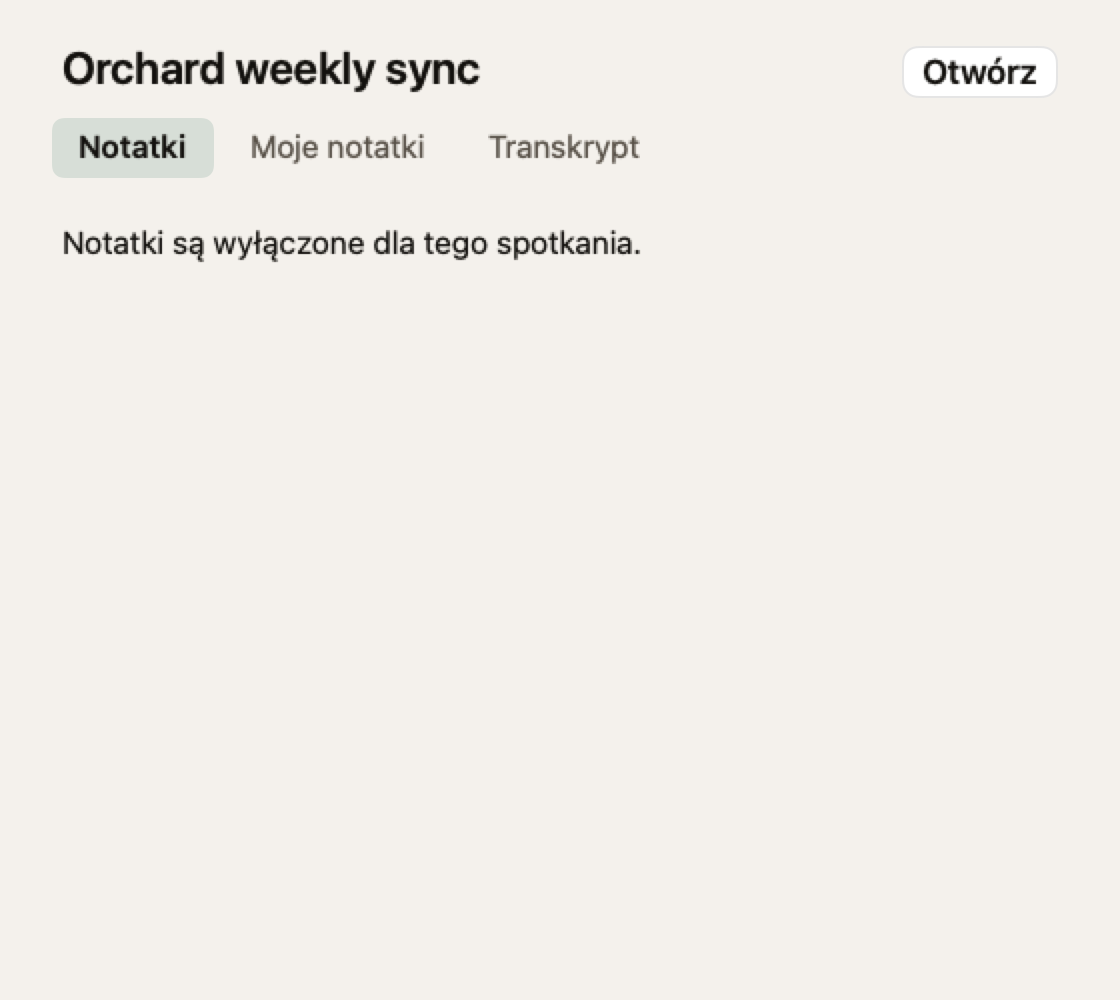 Orchard weekly sync
Otwórz
Notatki
Moje notatki
Transkrypt
Notatki są wyłączone dla tego spotkania.